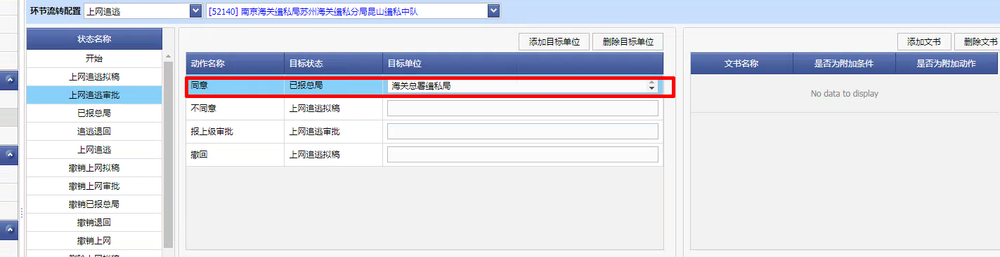 环节流转配置 上网追逃 [52140] 南京海关缉私局苏州海关缉私分局昆山缉私中队
状态名称
开始
上网追逃拟稿
上网追逃审批
已报总局
追逃退回
上网追逃
撤销上网拟稿
撤销上网审批
撤销已报总局
撤销退回
撤销上网
删除上网拟稿
添加目标单位 删除目标单位
动作名称 目标状态 目标单位
同意 已报总局 海关总署缉私局
不同意 上网追逃拟稿
报上级审批 上网追逃审批
撤回 上网追逃拟稿
添加文书 删除文书
文书名称 是否为附加条件 是否为附加动作
No data to display